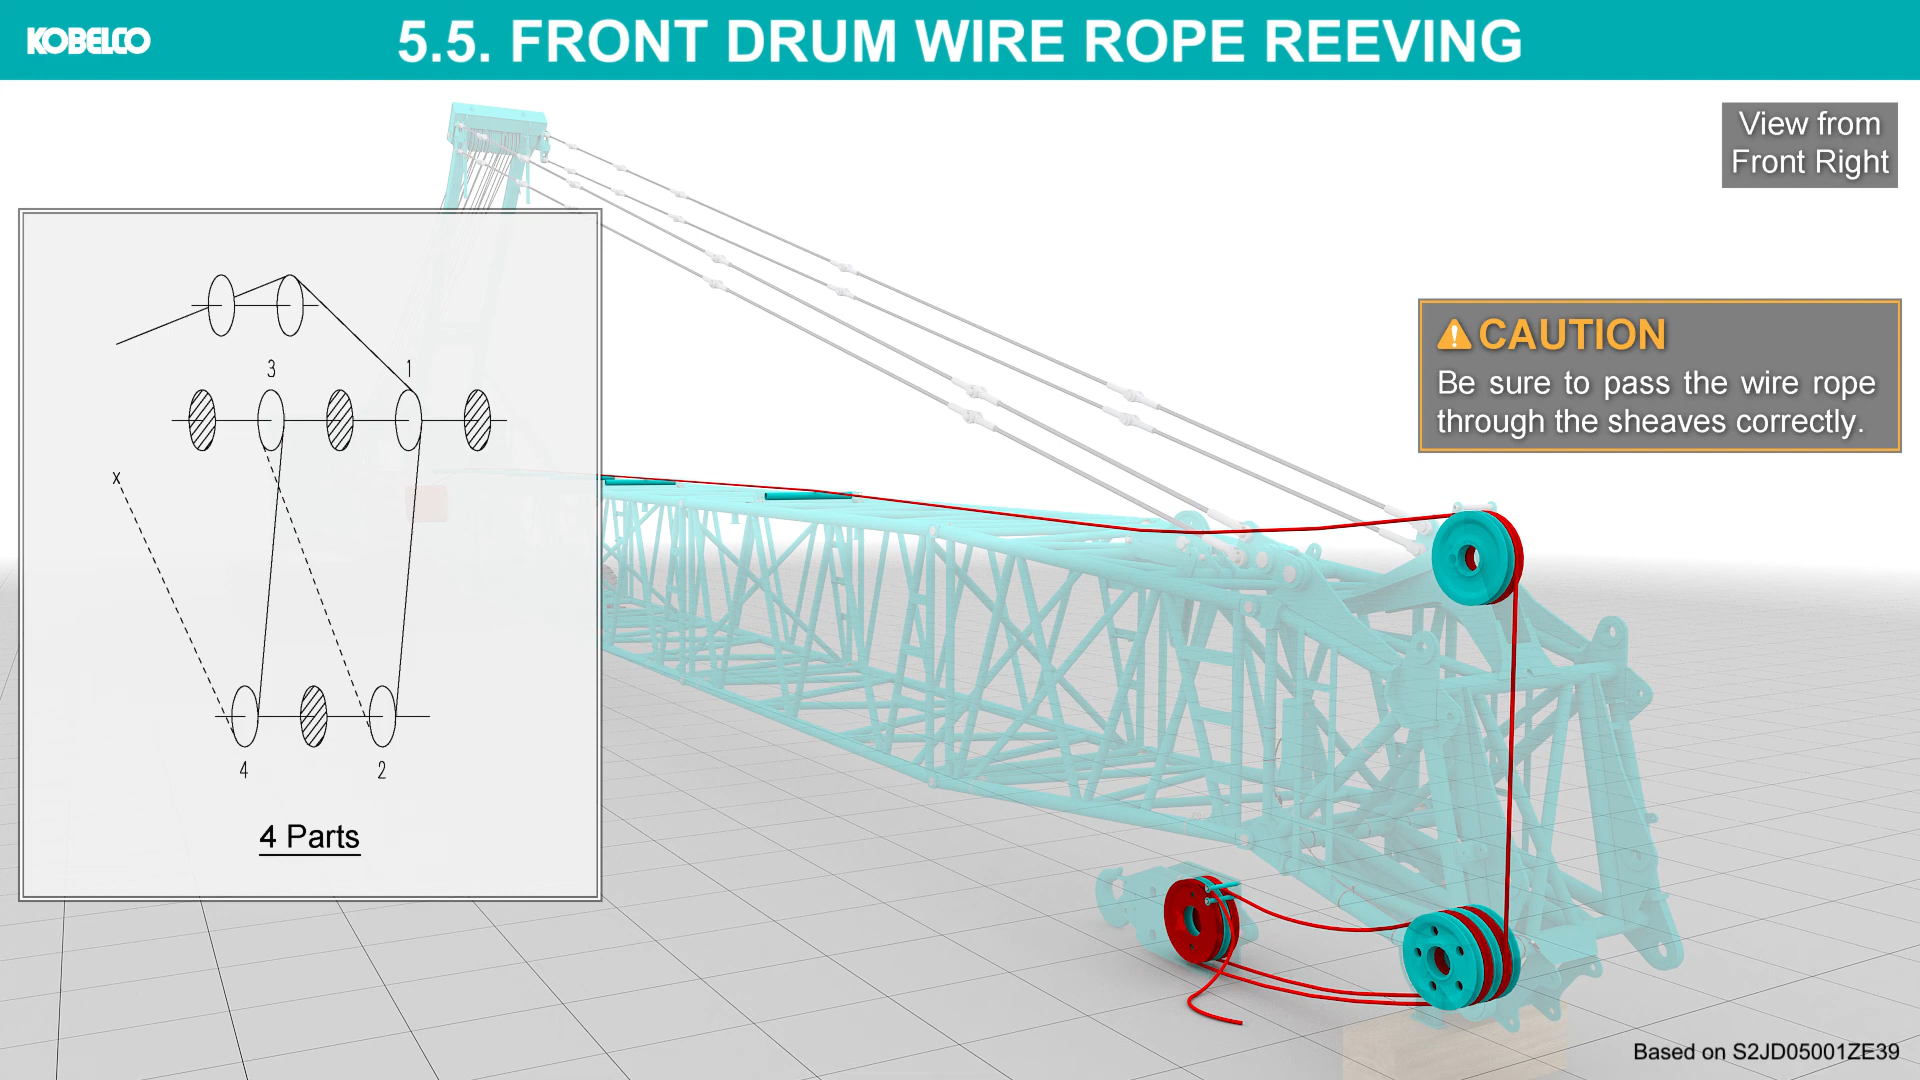 KOBELCO
5.5. FRONT DRUM WIRE ROPE REEVING
View from
Front Right
CAUTION
Be sure to pass the wire rope
through the sheaves correctly.
3 1
x
4 2
4 Parts
Based on S2JD05001ZE39